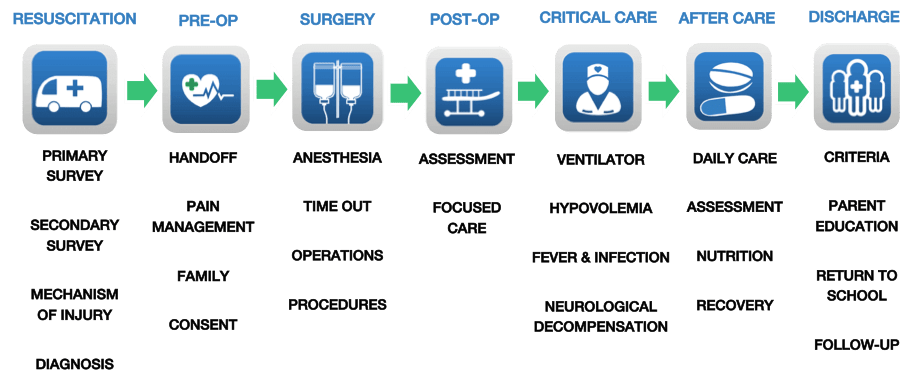 RESUSCITATION
PRE-OP
SURGERY
POST-OP
CRITICAL CARE
AFTER CARE
DISCHARGE
PRIMARY
SURVEY
SECONDARY
SURVEY
MECHANISM
OF INJURY
DIAGNOSIS
HANDOFF
PAIN
MANAGEMENT
FAMILY
CONSENT
ANESTHESIA
TIME OUT
OPERATIONS
PROCEDURES
ASSESSMENT
FOCUSED
CARE
VENTILATOR
HYPOVOLEMIA
FEVER & INFECTION
NEUROLOGICAL
DECOMPENSATION
DAILY CARE
ASSESSMENT
NUTRITION
RECOVERY
CRITERIA
PARENT
EDUCATION
RETURN TO
SCHOOL
FOLLOW-UP